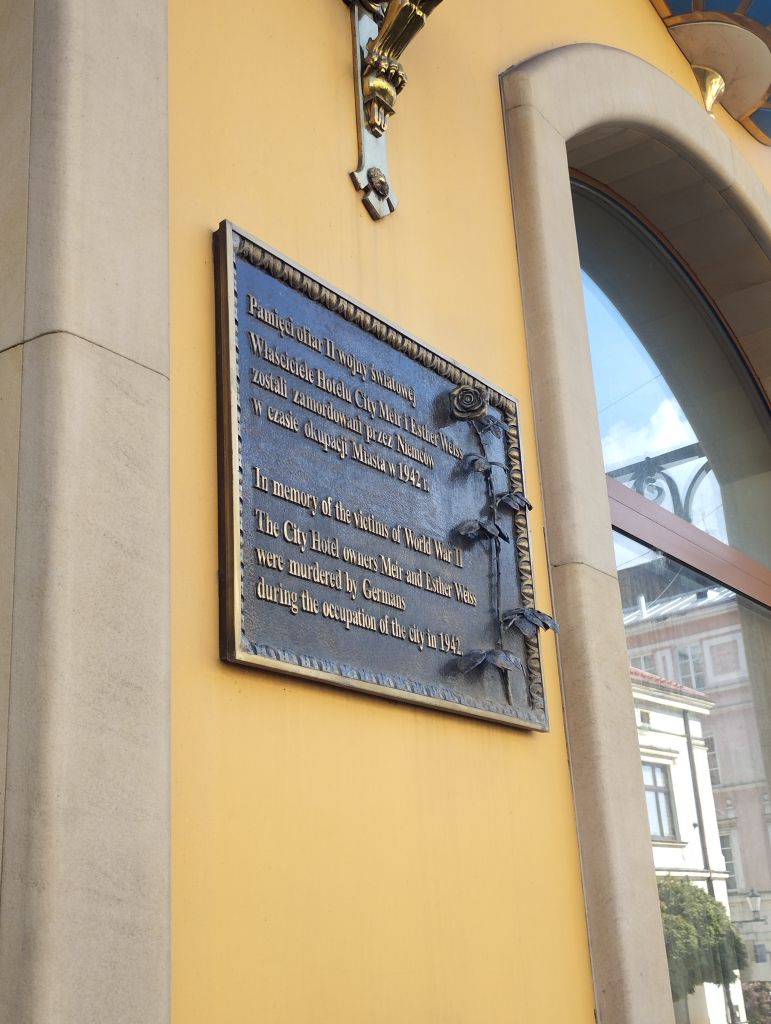 Pamięci ofiar II wojny światowej
Właściciele Hotelu City Meir i Esther Weiss
zostali zamordowani przez Niemców
w czasie okupacji Miasta w 1942 r.
In memory of the victims of World War II
The City Hotel owners Meir and Esther Weiss
were murdered by Germans
during the occupation of the city in 1942.